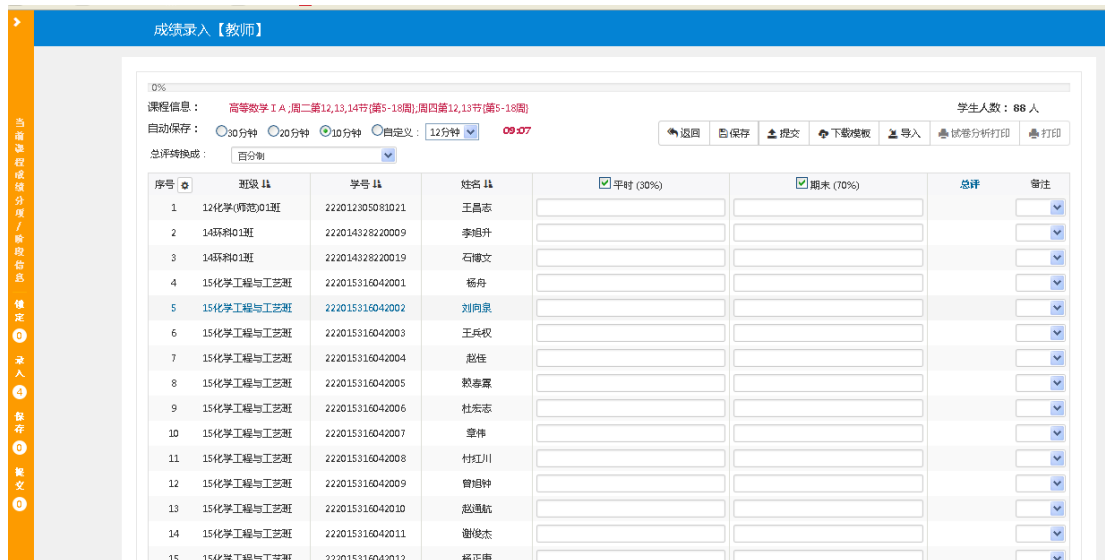 成绩录入【教师】
0%
课程信息： 高等数学ⅠA;周二第12,13,14节{第5-18周};周四第12,13节{第5-18周} 学生人数：88 人
自动保存： 30分钟 20分钟 10分钟 自定义： 12分钟 09:07 返回 保存 提交 下载模板 导入 试卷分析打印 打印
总评转换成： 百分制
序号 班级 学号 姓名 平时 (30%) 期末 (70%) 总评 备注
1 12化学(师范)01班 222012305081021 王昌志
2 14环科01班 222014328220009 李旭升
3 14环科01班 222014328220019 石博文
4 15化学工程与工艺班 222015316042001 杨舟
5 15化学工程与工艺班 222015316042002 刘向泉
6 15化学工程与工艺班 222015316042003 王兵权
7 15化学工程与工艺班 222015316042004
8 15化学工程与工艺班 222015316042005 赖春霖
9 15化学工程与工艺班 222015316042006 杜宏志
10 15化学工程与工艺班 222015316042007 章伟
11 15化学工程与工艺班 222015316042008 付红川
12 15化学工程与工艺班 222015316042009 曾旭钟
13 15化学工程与工艺班 222015316042010 赵通航
14 15化学工程与工艺班 222015316042011 谢俊杰
15 15化学工程与工艺班 222015316042012 杨正康
当前课程成绩分项/阶段信息 锁定 0 录入 4 保存 0 提交 0